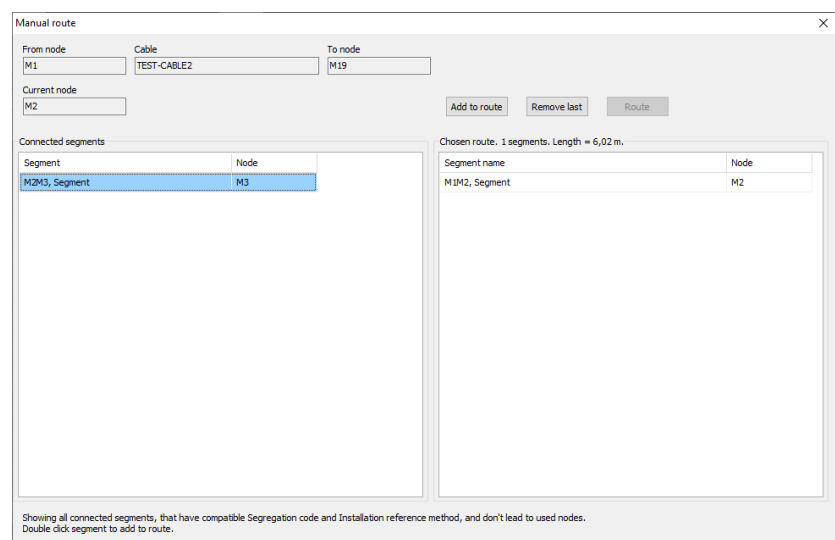 Manual route
From node Cable To node
M1 TEST-CABLE2 M19
Current node
M2
Add to route Remove last Route
Connected segments
Segment Node
M2M3, Segment M3
Chosen route. 1 segments. Length = 6,02 m.
Segment name Node
M1M2, Segment M2
Showing all connected segments, that have compatible Segregation code and Installation reference method, and don't lead to used nodes.
Double click segment to add to route.